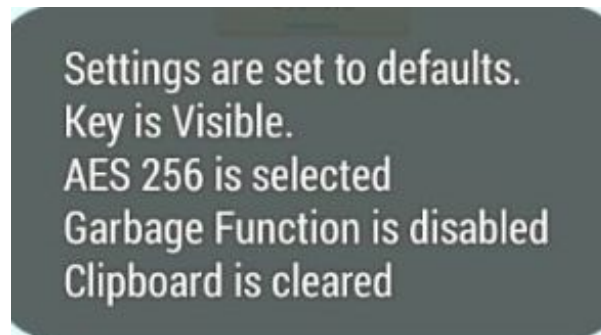 Settings are set to defaults.
Key is Visible.
AES 256 is selected
Garbage Function is disabled
Clipboard is cleared